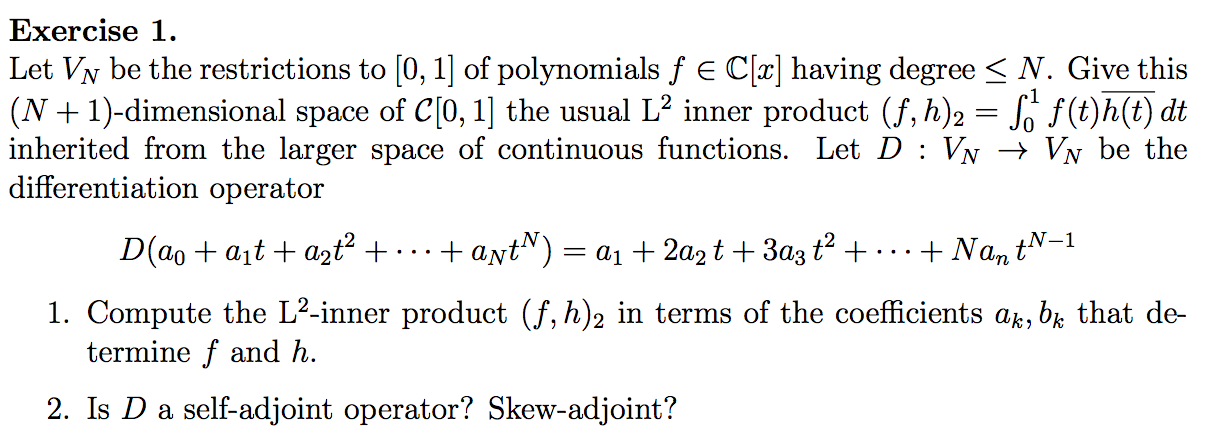 Exercise 1.
Let V_N be the restrictions to [0, 1] of polynomials f ∈ ℂ[x] having degree ≤ N. Give this
(N + 1)-dimensional space of 𝒞[0, 1] the usual L² inner product (f, h)₂ = ∫₀¹ f(t)\overline{h(t)} dt
inherited from the larger space of continuous functions. Let D : V_N → V_N be the
differentiation operator
D(a₀ + a₁t + a₂t² + ⋯ + a_N t^N) = a₁ + 2a₂ t + 3a₃ t² + ⋯ + Na_n t^{N−1}
1. Compute the L²-inner product (f, h)₂ in terms of the coefficients a_k, b_k that de-
termine f and h.
2. Is D a self-adjoint operator? Skew-adjoint?